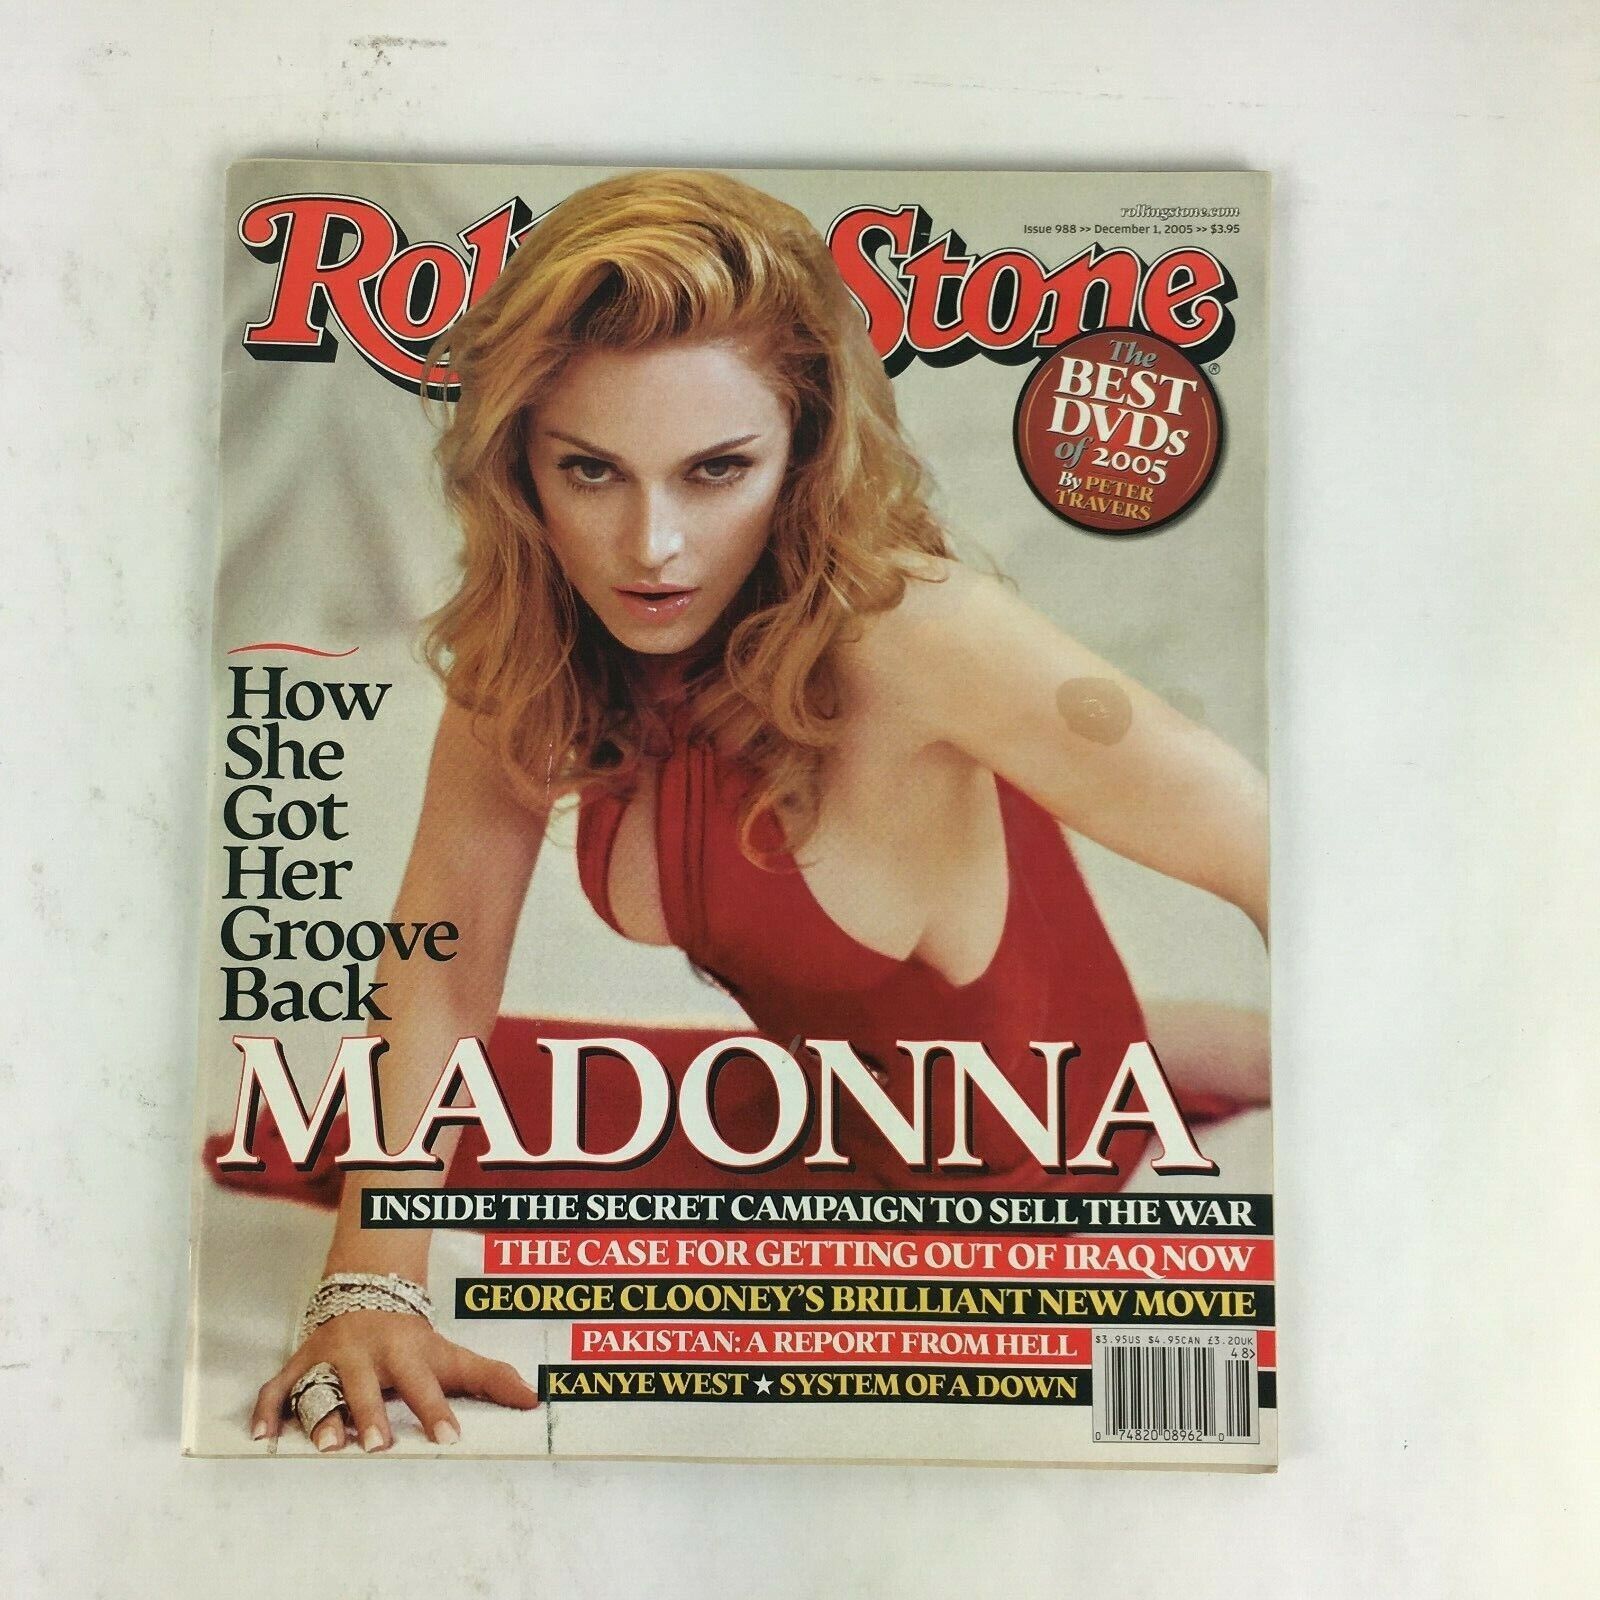 Rolling Stone
rollingstone.com
Issue 988 >> December 1, 2005 >> $3.95
The
BEST
DVDs
of 2005
By PETER
TRAVERS
®
How
She
Got
Her
Groove
Back
MADONNA
INSIDE THE SECRET CAMPAIGN TO SELL THE WAR
THE CASE FOR GETTING OUT OF IRAQ NOW
GEORGE CLOONEY'S BRILLIANT NEW MOVIE
PAKISTAN: A REPORT FROM HELL
KANYE WEST ★ SYSTEM OF A DOWN
$3.95US $4.95CAN £3.20UK
48>
0 74820 08962 0